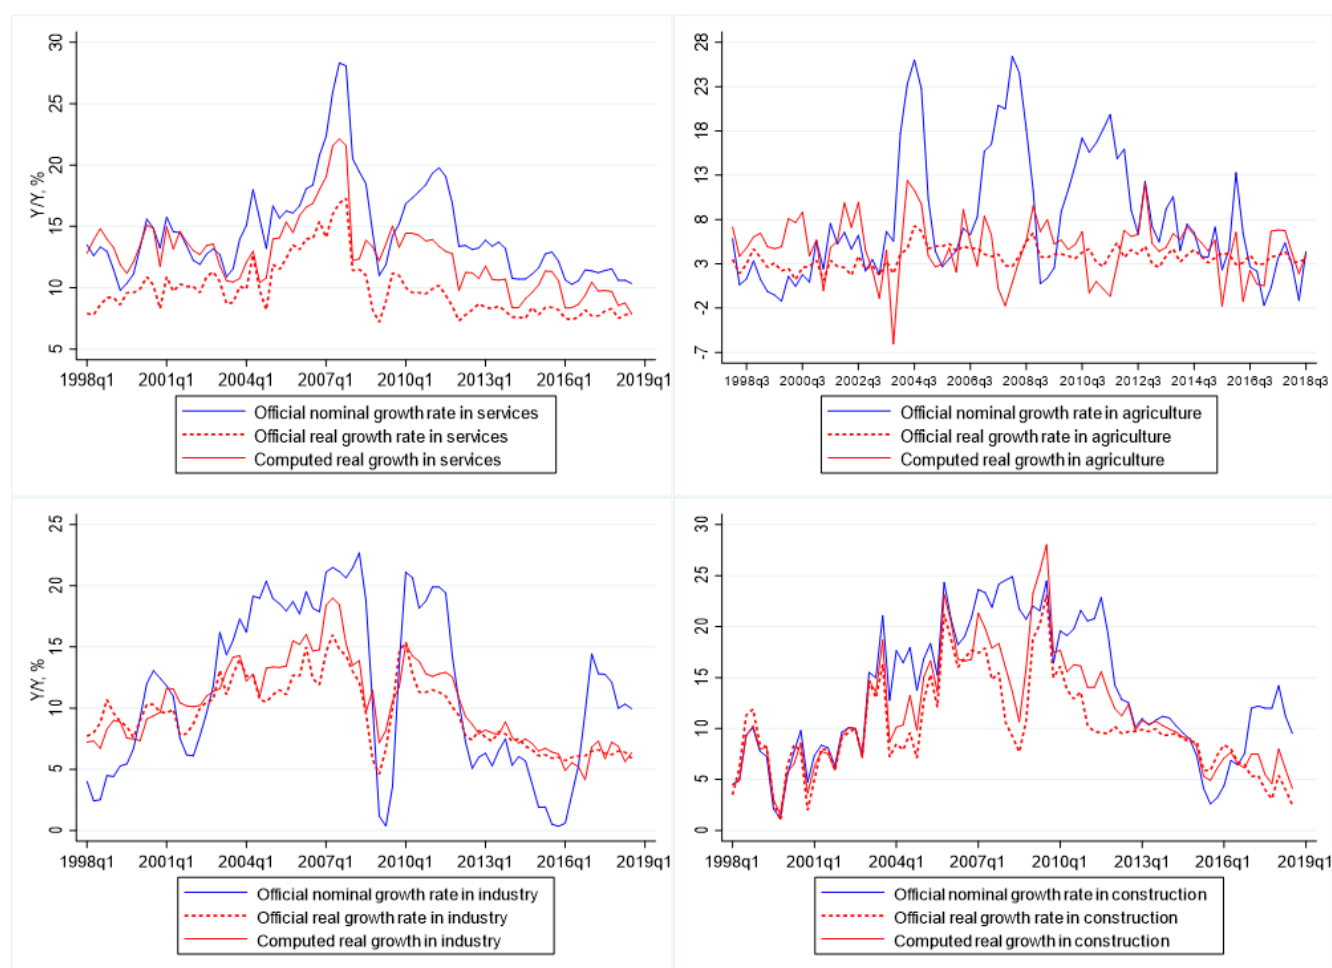 Y/Y, %
30
25
20
15
10
5
1998q1 2001q1 2004q1 2007q1 2010q1 2013q1 2016q1 2019q1
Official nominal growth rate in services
Official real growth rate in services
Computed real growth in services
28
23
18
13
8
3
-2
-7
1998q3 2000q3 2002q3 2004q3 2006q3 2008q3 2010q3 2012q3 2014q3 2016q3 2018q3
Official nominal growth rate in agriculture
Official real growth rate in agriculture
Computed real growth in agriculture
Y/Y, %
25
20
15
10
5
0
1998q1 2001q1 2004q1 2007q1 2010q1 2013q1 2016q1 2019q1
Official nominal growth rate in industry
Official real growth rate in industry
Computed real growth in industry
30
25
20
15
10
5
0
1998q1 2001q1 2004q1 2007q1 2010q1 2013q1 2016q1 2019q1
Official nominal growth rate in construction
Official real growth rate in construction
Computed real growth in construction